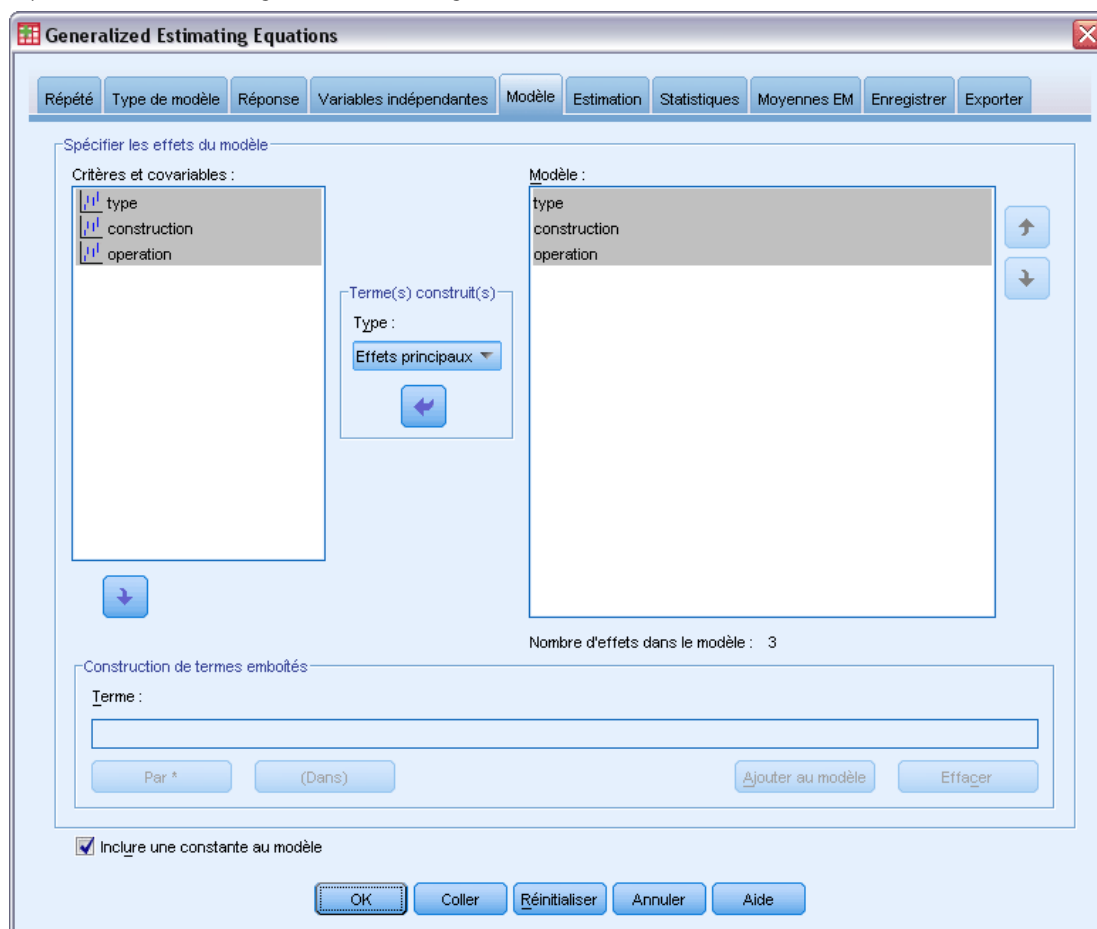 Generalized Estimating Equations
Répété Type de modèle Réponse Variables indépendantes Modèle Estimation Statistiques Moyennes EM Enregistrer Exporter
Spécifier les effets du modèle
Critères et covariables :
type
construction
operation
Terme(s) construit(s)
Type :
Effets principaux
Modèle :
type
construction
operation
Nombre d'effets dans le modèle : 3
Construction de termes emboîtés
Terme :
Par * (Dans) Ajouter au modèle Effacer
Inclure une constante au modèle
OK Coller Réinitialiser Annuler Aide